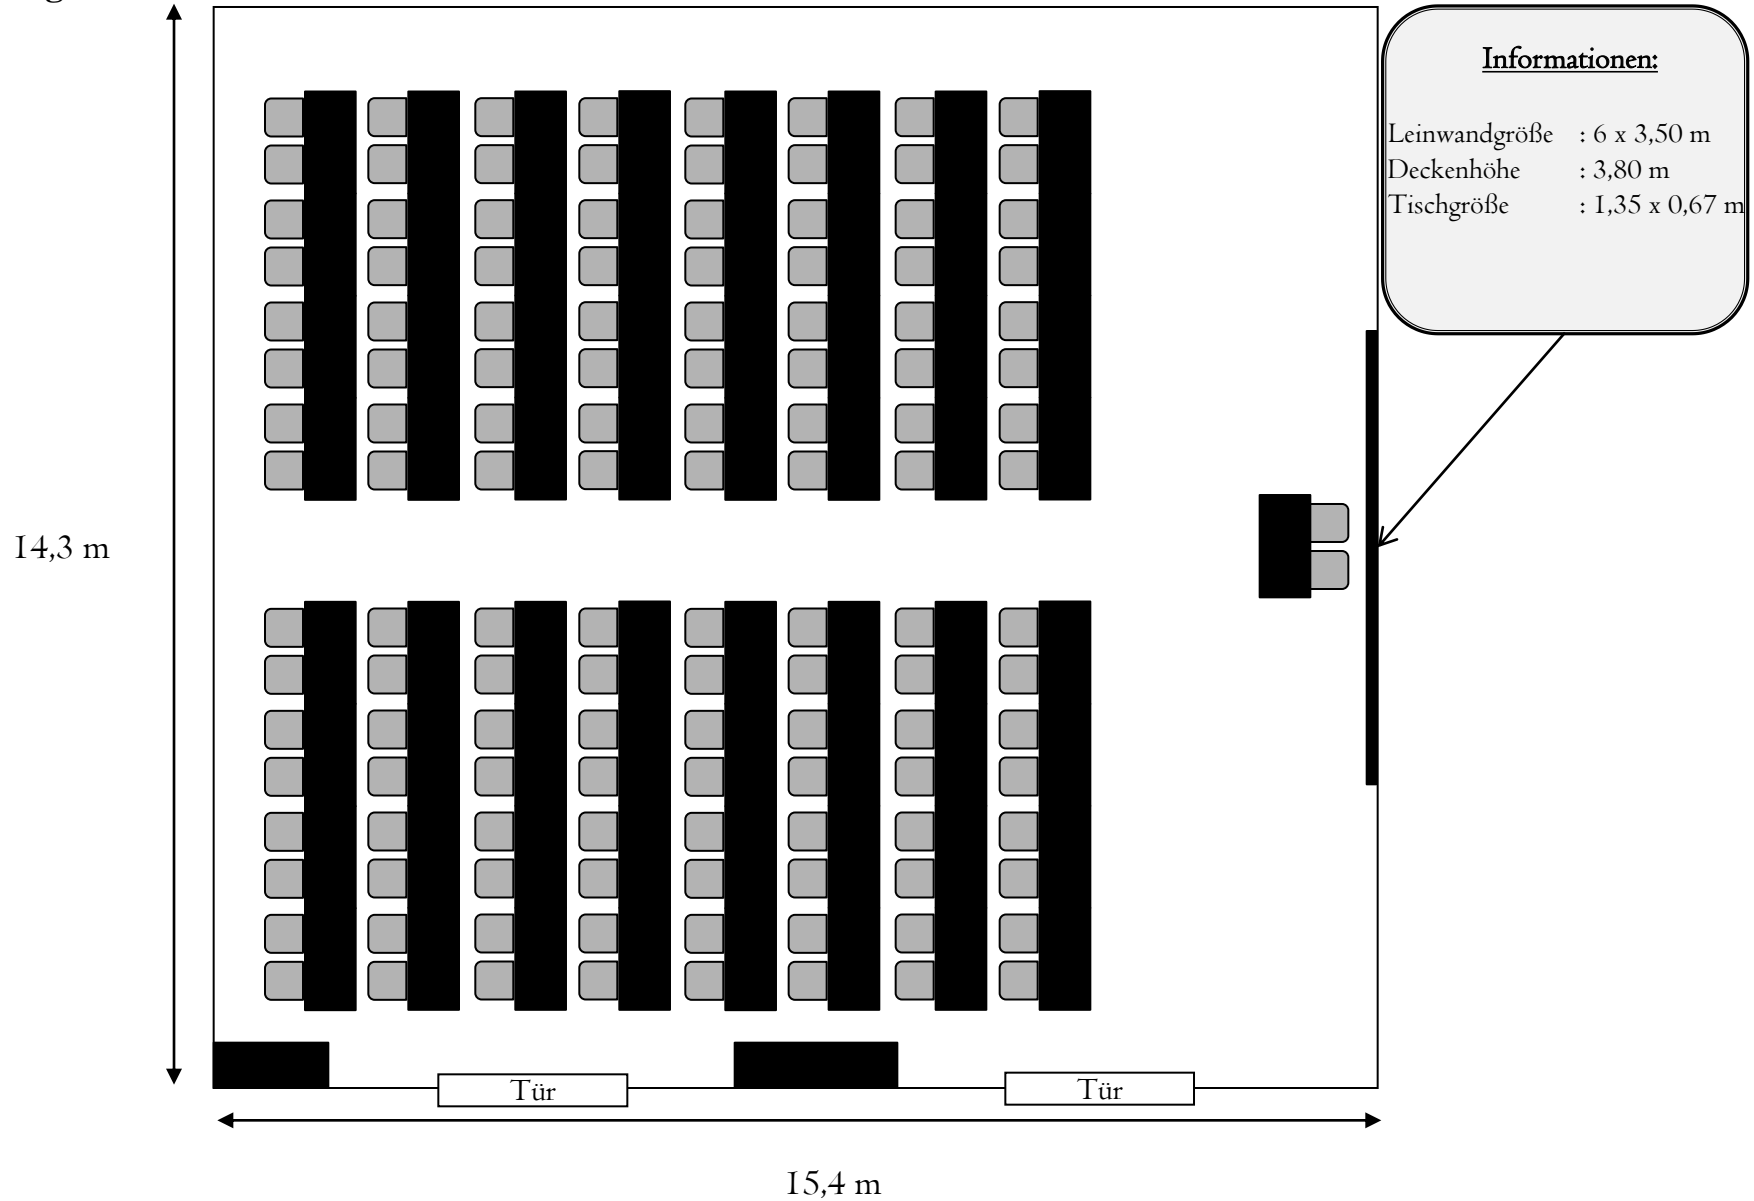 Informationen:
Leinwandgröße : 6 x 3,50 m
Deckenhöhe : 3,80 m
Tischgröße : 1,35 x 0,67 m
14,3 m
Tür
Tür
15,4 m